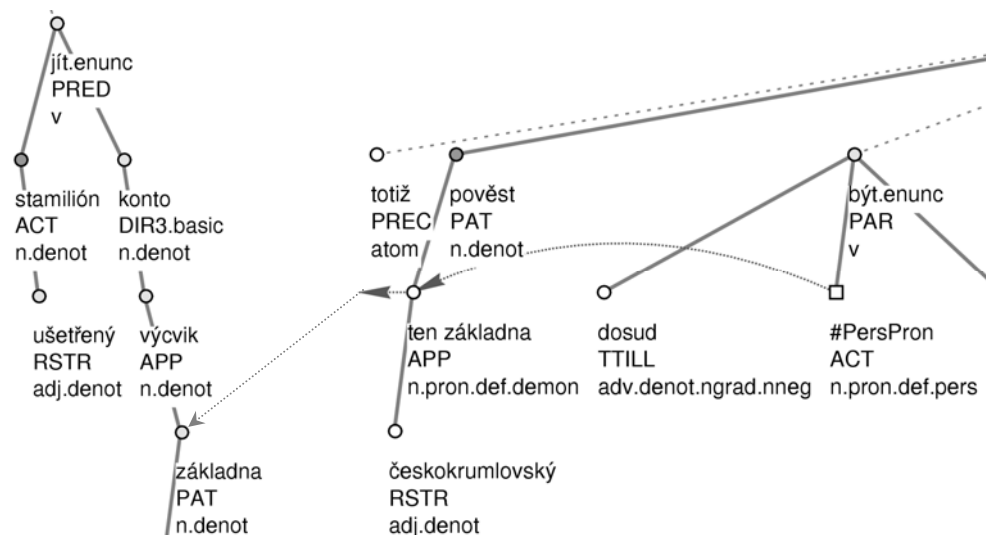 jít.enunc
PRED
v
stamilión
ACT
n.denot
konto
DIR3.basic
n.denot
totiž
PREC
atom
pověst
PAT
n.denot
být.enunc
PAR
v
ušetřený
RSTR
adj.denot
výcvik
APP
n.denot
ten základna
APP
n.pron.def.demon
dosud
TTILL
adv.denot.ngrad.nneg
#PersPron
ACT
n.pron.def.pers
základna
PAT
n.denot
českokrumlovský
RSTR
adj.denot